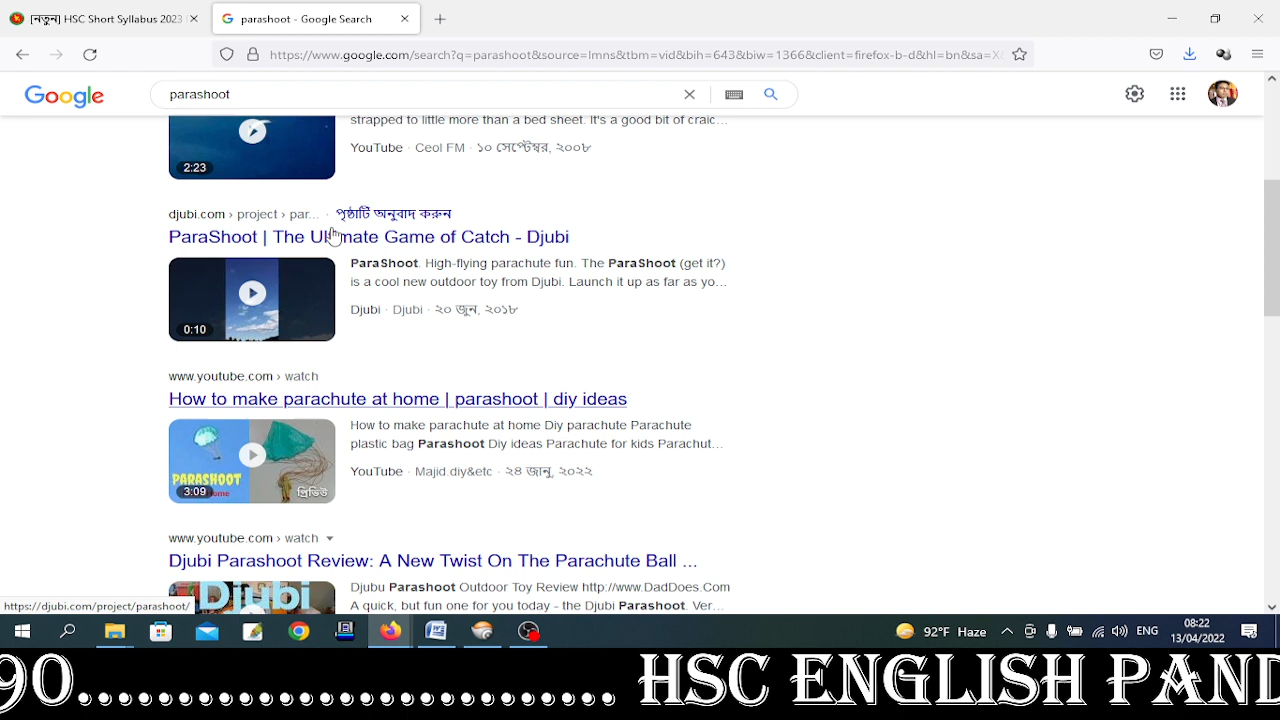 [নতুন] HSC Short Syllabus 2023
parashoot - Google Search
https://www.google.com/search?q=parashoot&source=lmns&tbm=vid&bih=643&biw=1366&client=firefox-b-d&hl=bn&sa=X
Google
parashoot
strapped to little more than a bed sheet. It's a good bit of craic...
2:23
YouTube · Ceol FM · ১০ সেপ্টেম্বর, ২০০৮
djubi.com › project › par... · পৃষ্ঠাটি অনুবাদ করুন
ParaShoot | The Ultimate Game of Catch - Djubi
ParaShoot. High-flying parachute fun. The ParaShoot (get it?)
is a cool new outdoor toy from Djubi. Launch it up as far as yo...
Djubi · Djubi · ২০ জুন, ২০১৮
0:10
www.youtube.com › watch
How to make parachute at home | parashoot | diy ideas
How to make parachute at home Diy parachute Parachute
plastic bag Parashoot Diy ideas Parachute for kids Parachut...
YouTube · Majid.diy&etc · ২৪ জানু, ২০২২
PARASHOOT
home
3:09
প্রিভিউ
www.youtube.com › watch
Djubi Parashoot Review: A New Twist On The Parachute Ball ...
Djubu Parashoot Outdoor Toy Review http://www.DadDoes.Com
A quick, but fun one for you today - the Djubi Parashoot. Ver...
Djubi
https://djubi.com/project/parashoot/
92°F Haze
ENG
08:22
13/04/2022
90........................... HSC ENGLISH PAND